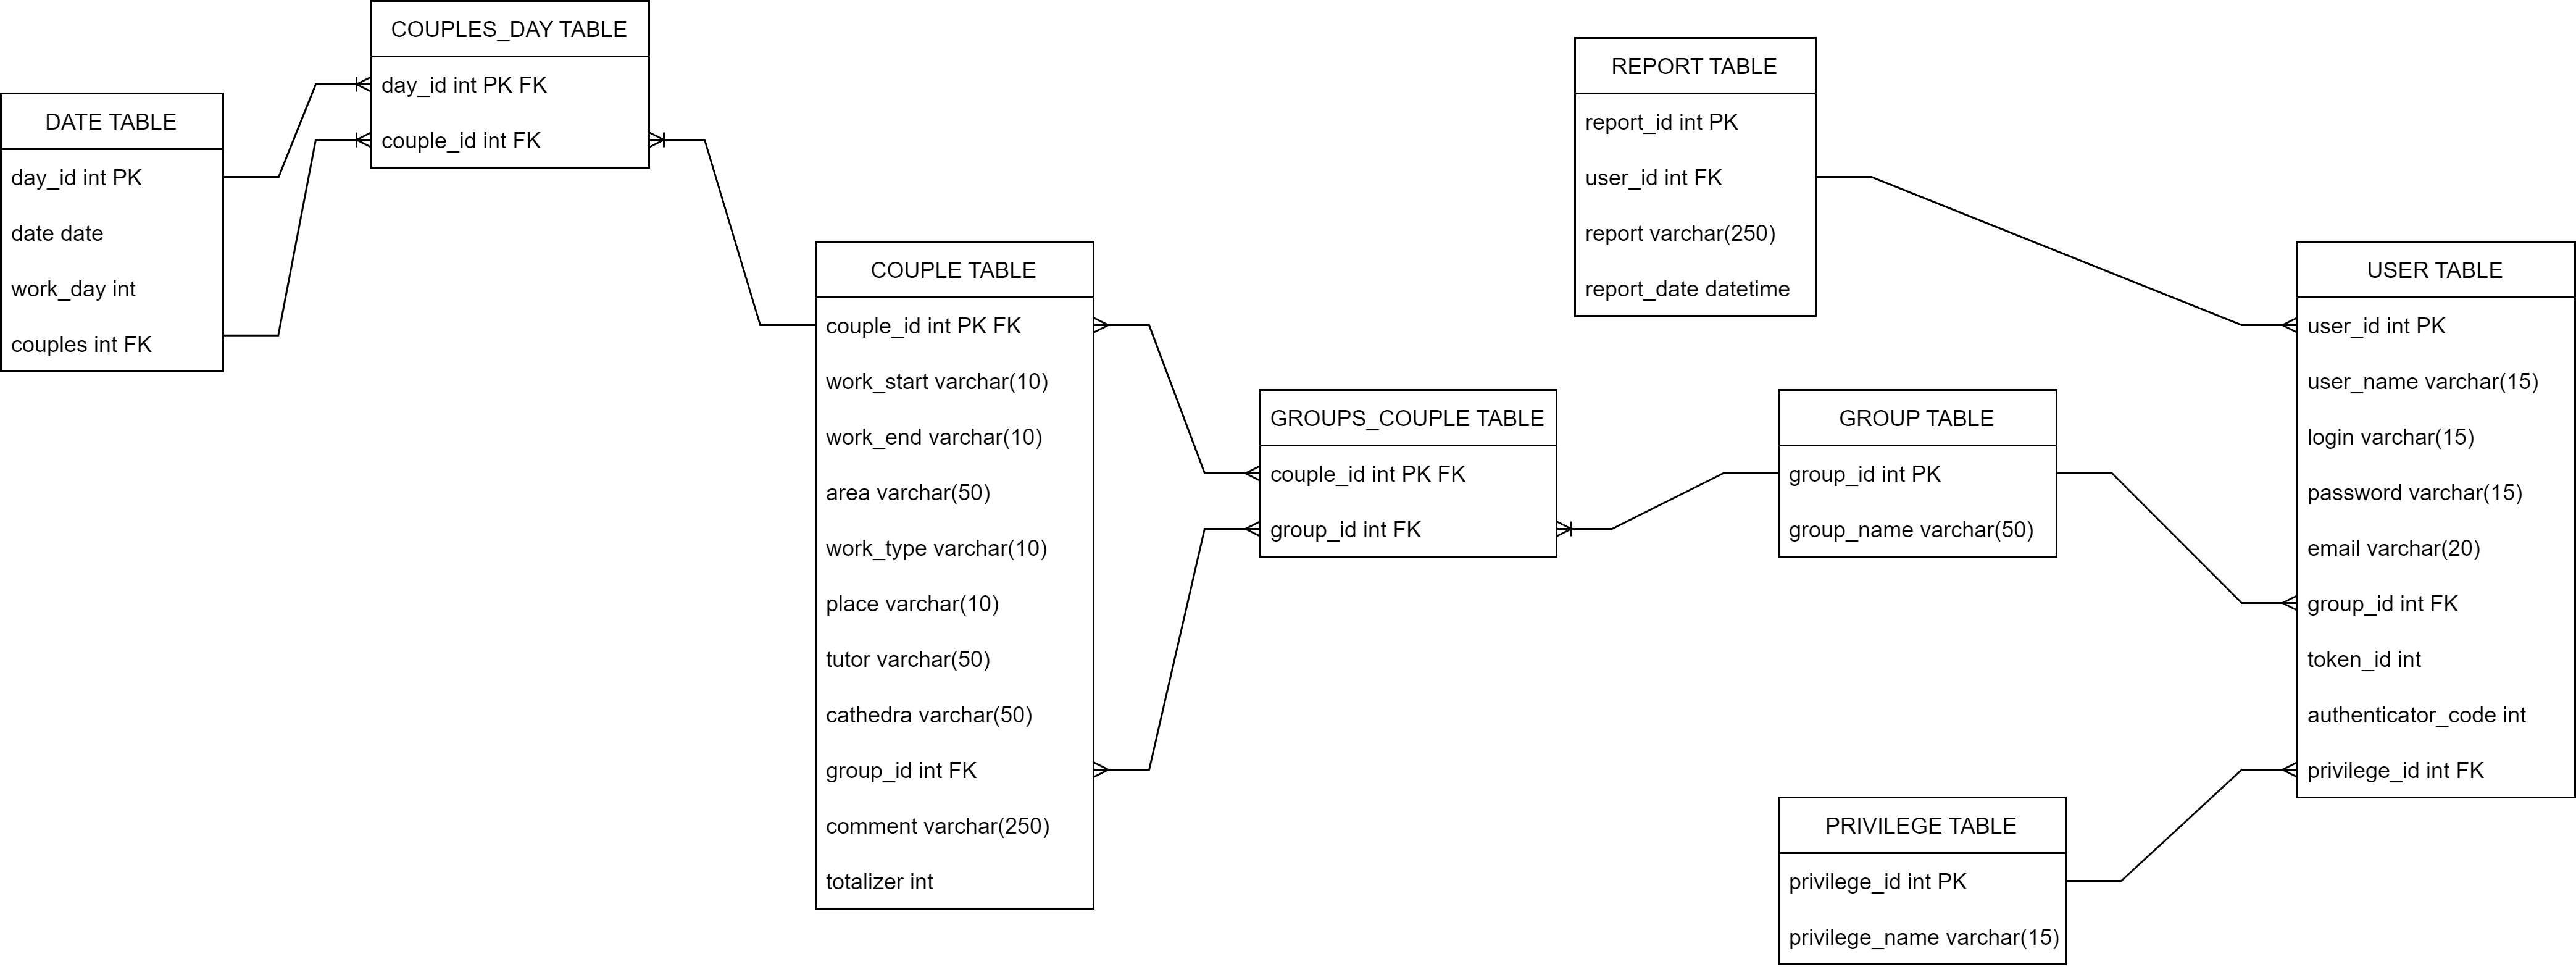 COUPLES_DAY TABLE
day_id int PK FK
couple_id int FK
DATE TABLE
day_id int PK
date date
work_day int
couples int FK
COUPLE TABLE
couple_id int PK FK
work_start varchar(10)
work_end varchar(10)
area varchar(50)
work_type varchar(10)
place varchar(10)
tutor varchar(50)
cathedra varchar(50)
group_id int FK
comment varchar(250)
totalizer int
GROUPS_COUPLE TABLE
couple_id int PK FK
group_id int FK
REPORT TABLE
report_id int PK
user_id int FK
report varchar(250)
report_date datetime
GROUP TABLE
group_id int PK
group_name varchar(50)
PRIVILEGE TABLE
privilege_id int PK
privilege_name varchar(15)
USER TABLE
user_id int PK
user_name varchar(15)
login varchar(15)
password varchar(15)
email varchar(20)
group_id int FK
token_id int
authenticator_code int
privilege_id int FK